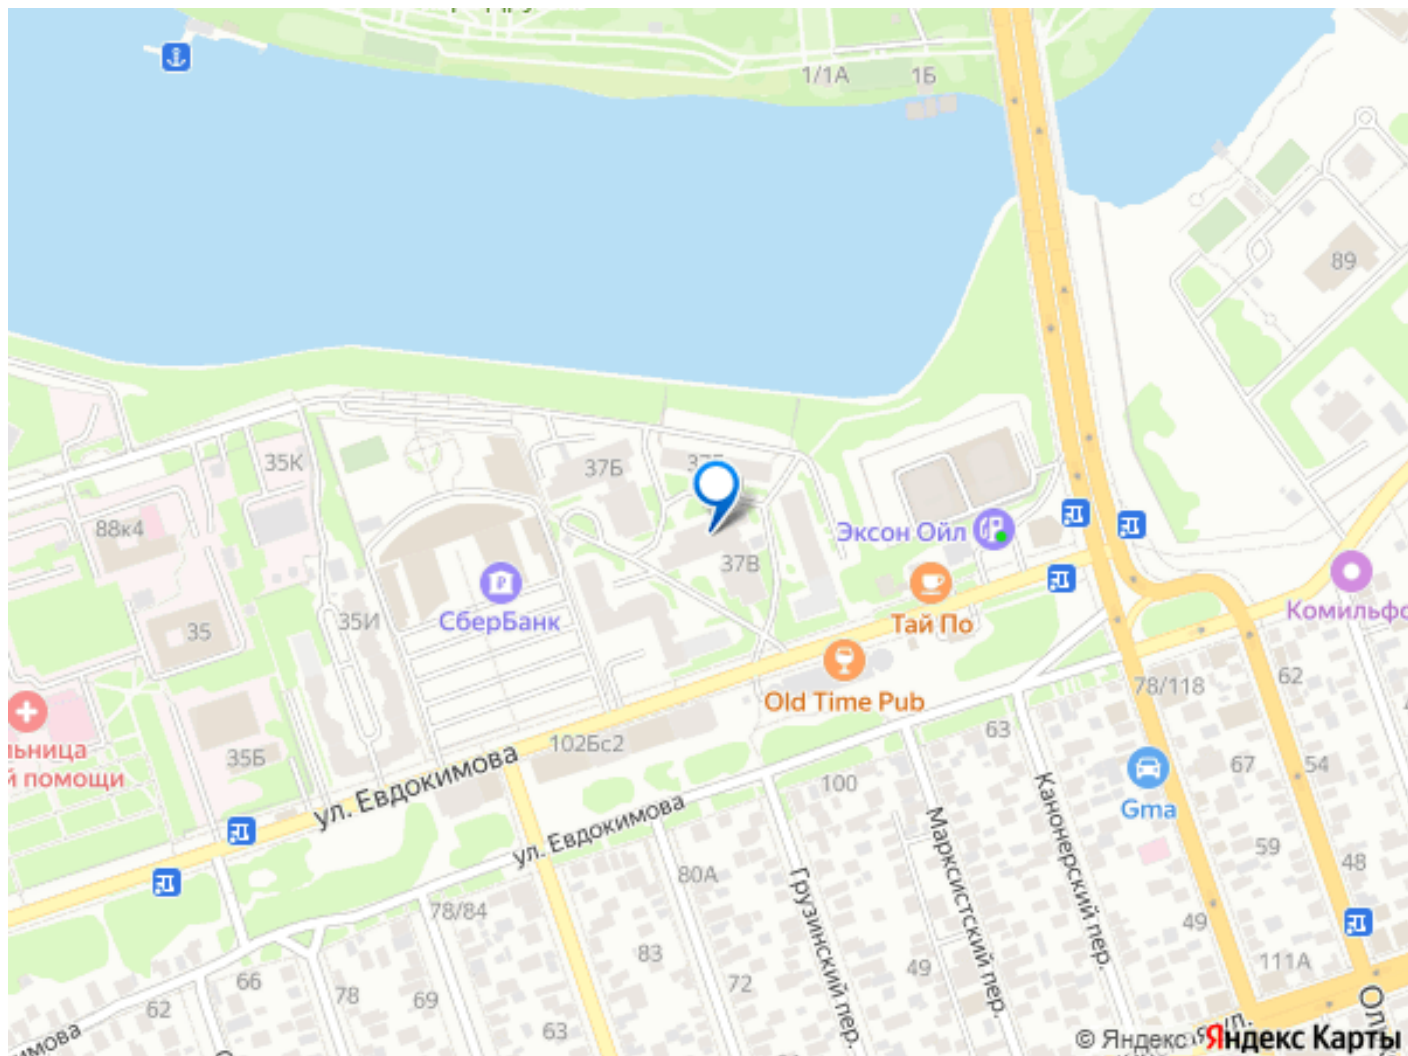 1/1А
1Б
89
35К
37Б
88к4
Эксон Ойл
37В
СберБанк
Тай По
Комильфо
35И
35
Old Time Pub
78/118
62
льница
й помощи
102Бс2
63
35Б
ул. Евдокимова
100
67
54
Gma
ул. Евдокимова
Марксистский пер.
Канонерский пер.
80А
Грузинский пер.
59
48
78/84
49
83
72
49
111А
66
78
69
62
63
© Яндекс
Яндекс Карты